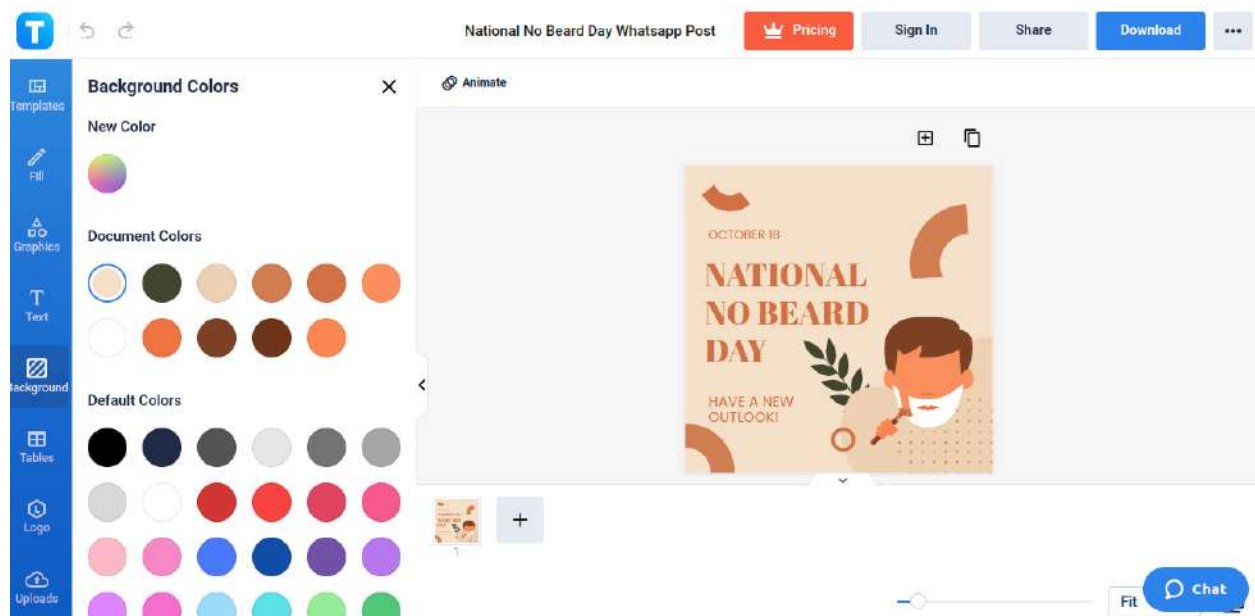 T
National No Beard Day Whatsapp Post
Pricing
Sign In
Share
Download
Templates
Fill
Graphics
Text
Background
Tables
Logo
Uploads
Background Colors
New Color
Document Colors
Default Colors
Animate
OCTOBER 18
NATIONAL
NO BEARD
DAY
HAVE A NEW
OUTLOOK!
1
Fit
Chat